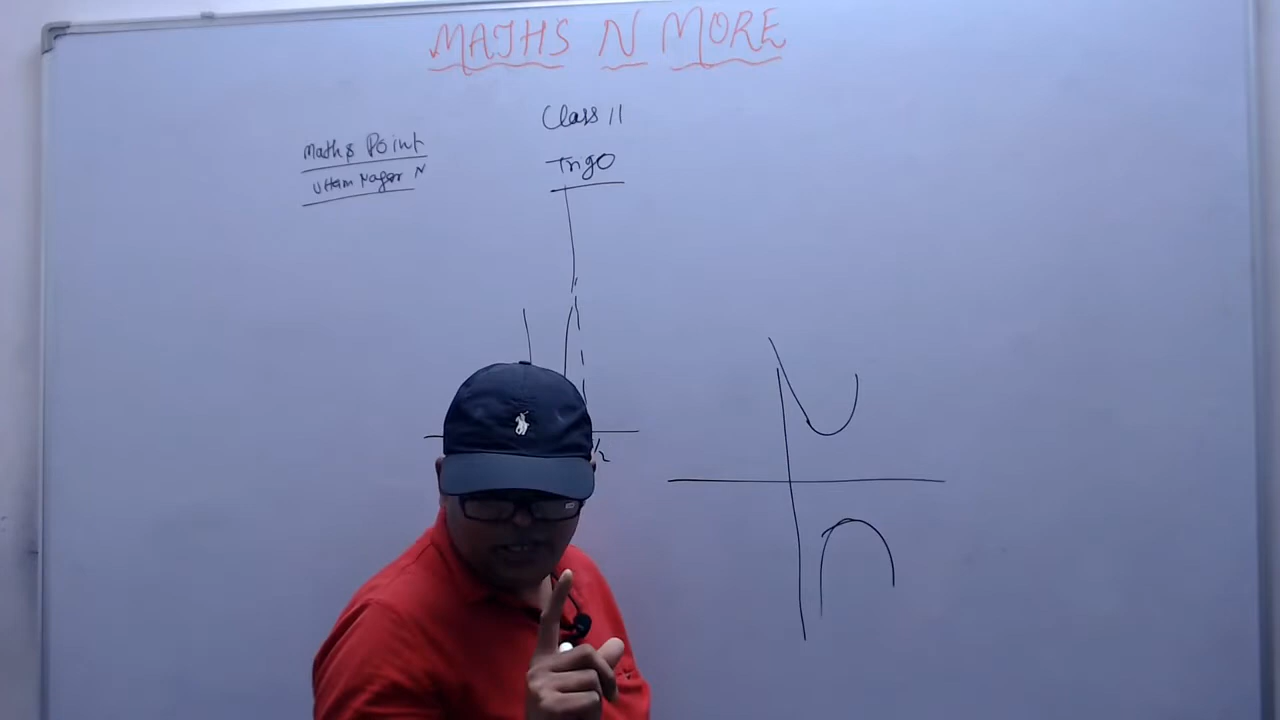 MATHS N MORE
Class 11
Maths Point
Uttam Nagar N
Trigo